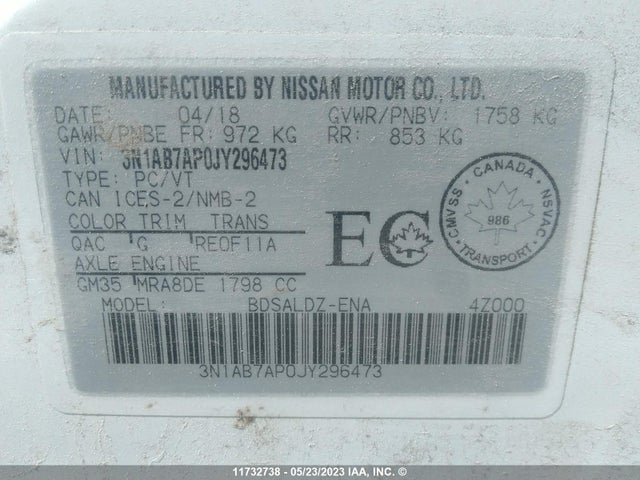 MANUFACTURED BY NISSAN MOTOR CO., LTD.
DATE: 04/18 GVWR/PNBV: 1758 KG
GAWR/PNBE FR: 972 KG RR: 853 KG
VIN: 3N1AB7AP0JY296473
TYPE: PC/VT
CAN ICES-2/NMB-2
COLOR TRIM TRANS
QAC G RE0F11A
AXLE ENGINE
GM35 MRA8DE 1798 CC
EC
CMVSS CANADA NSVAC
986
TRANSPORT
MODEL: BDSALDZ-ENA 4Z000
3N1AB7AP0JY296473
11732738 - 05/23/2023 IAA, INC. ©